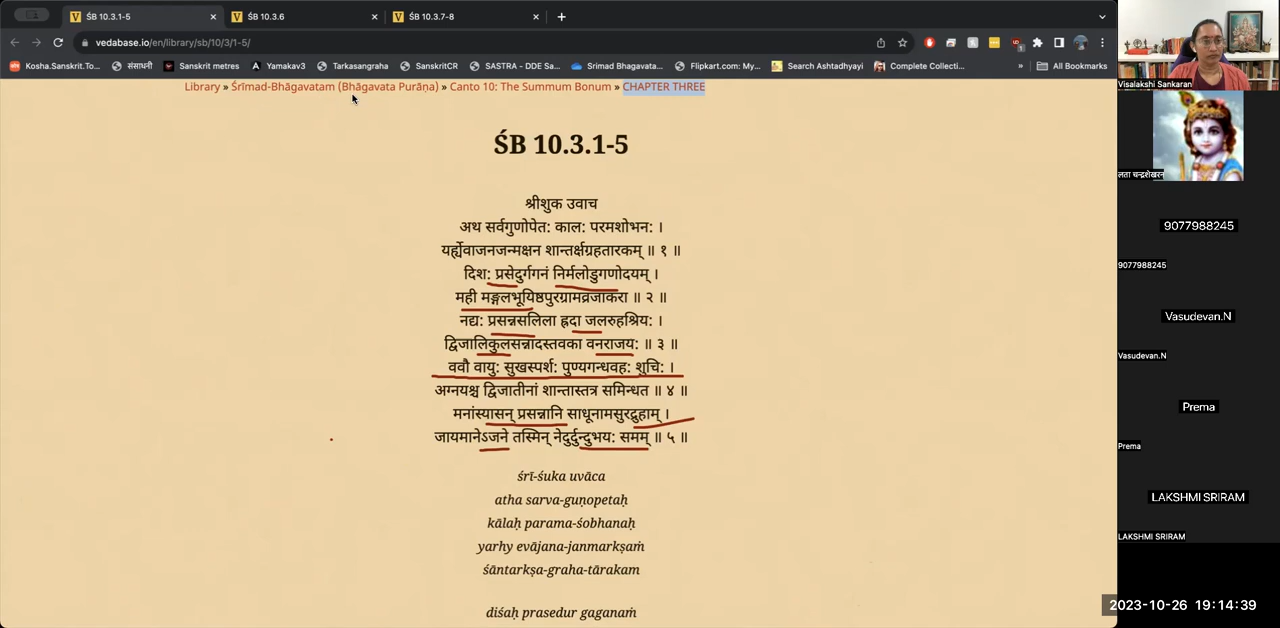 ŚB 10.3.1-5
ŚB 10.3.6
ŚB 10.3.7-8
vedabase.io/en/library/sb/10/3/1-5/
Kosha.Sanskrit.To...
संसाधनी
Sanskrit metres
Yamakav3
Tarkasangraha
SanskritCR
SASTRA - DDE Sa...
Srimad Bhagavata...
Flipkart.com: My...
Search Ashtadhyayi
Complete Collecti...
»
All Bookmarks
Library » Śrīmad-Bhāgavatam (Bhāgavata Purāṇa) » Canto 10: The Summum Bonum » CHAPTER THREE
ŚB 10.3.1-5
श्रीशुक उवाच
अथ सर्वगुणोपेत: काल: परमशोभन: ।
यर्ह्येवाजनजन्मर्क्षं शान्तर्क्षग्रहतारकम् ॥ १ ॥
दिश: प्रसेदुर्गगनं निर्मलोडुगणोदयम् ।
मही मङ्गलभूयिष्ठपुरग्रामव्रजाकरा ॥ २ ॥
नद्य: प्रसन्नसलिला ह्रदा जलरुहश्रिय: ।
द्विजालिकुलसन्नादस्तवका वनराजय: ॥ ३ ॥
ववौ वायु: सुखस्पर्श: पुण्यगन्धवह: शुचि: ।
अग्नयश्च द्विजातीनां शान्तास्तत्र समिन्धत ॥ ४ ॥
मनांस्यासन् प्रसन्नानि साधूनामसुरद्रुहाम् ।
जायमानेऽजने तस्मिन् नेदुर्दुन्दुभय: समम् ॥ ५ ॥
śrī-śuka uvāca
atha sarva-guṇopetaḥ
kālaḥ parama-śobhanaḥ
yarhy evājana-janmarkṣaṁ
śāntarkṣa-graha-tārakam
diśaḥ prasedur gaganaṁ
Visalakshi Sankaran
लता चन्द्रशेखरन
9077988245
9077988245
Vasudevan.N
Vasudevan.N
Prema
Prema
LAKSHMI SRIRAM
LAKSHMI SRIRAM
2023-10-26 19:14:39